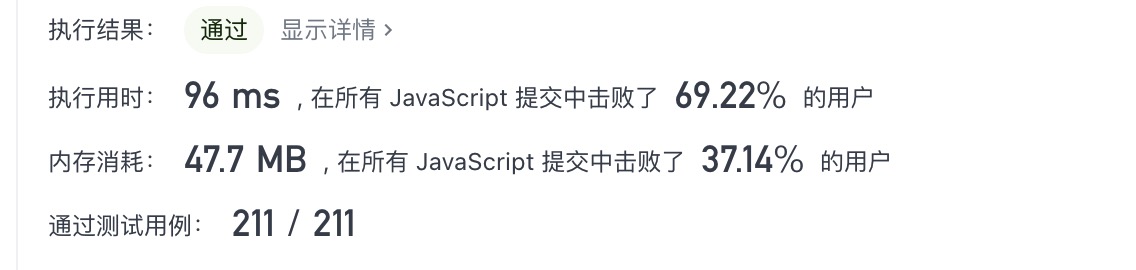 执行结果： 通过 显示详情 >
执行用时： 96 ms , 在所有 JavaScript 提交中击败了 69.22% 的用户
内存消耗： 47.7 MB , 在所有 JavaScript 提交中击败了 37.14% 的用户
通过测试用例： 211 / 211